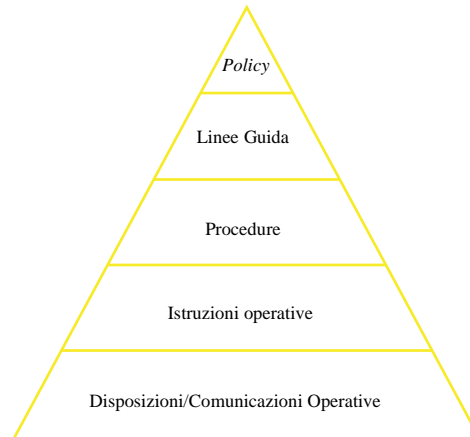 Policy
Linee Guida
Procedure
Istruzioni operative
Disposizioni/Comunicazioni Operative